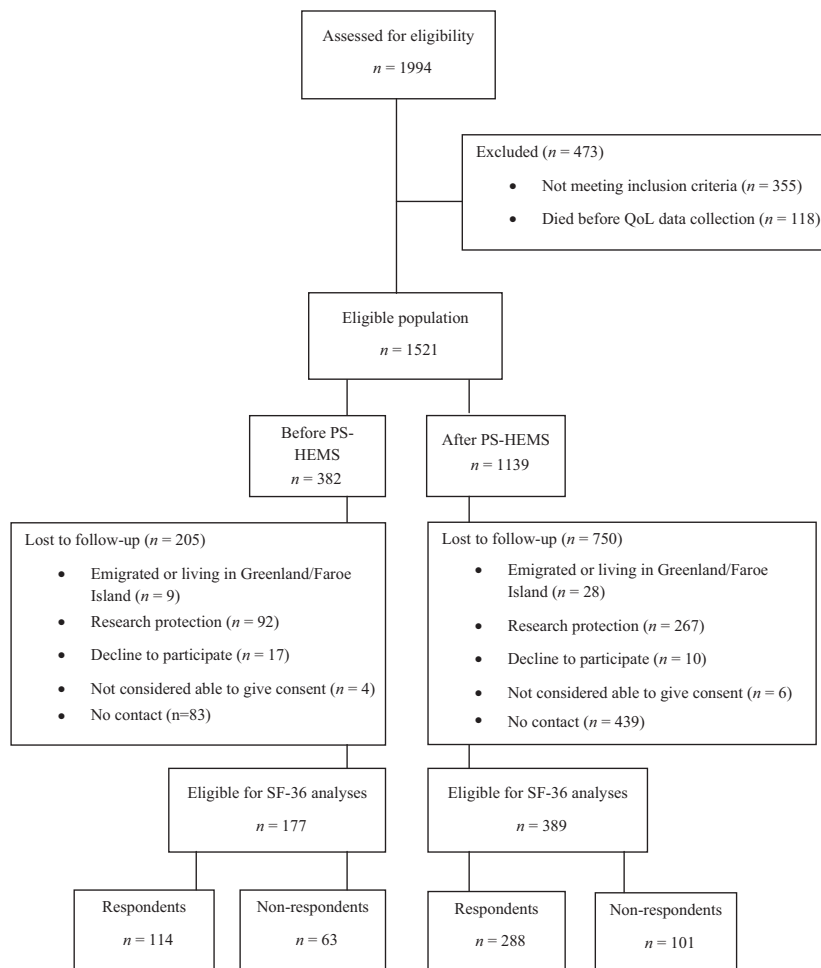 Assessed for eligibility
n = 1994
Excluded (n = 473)
• Not meeting inclusion criteria (n = 355)
• Died before QoL data collection (n = 118)
Eligible population
n = 1521
Before PS-
HEMS
n = 382
After PS-HEMS
n = 1139
Lost to follow-up (n = 205)
• Emigrated or living in Greenland/Faroe
Island (n = 9)
• Research protection (n = 92)
• Decline to participate (n = 17)
• Not considered able to give consent (n = 4)
• No contact (n=83)
Lost to follow-up (n = 750)
• Emigrated or living in Greenland/Faroe
Island (n = 28)
• Research protection (n = 267)
• Decline to participate (n = 10)
• Not considered able to give consent (n = 6)
• No contact (n = 439)
Eligible for SF-36 analyses
n = 177
Eligible for SF-36 analyses
n = 389
Respondents
n = 114
Non-respondents
n = 63
Respondents
n = 288
Non-respondents
n = 101